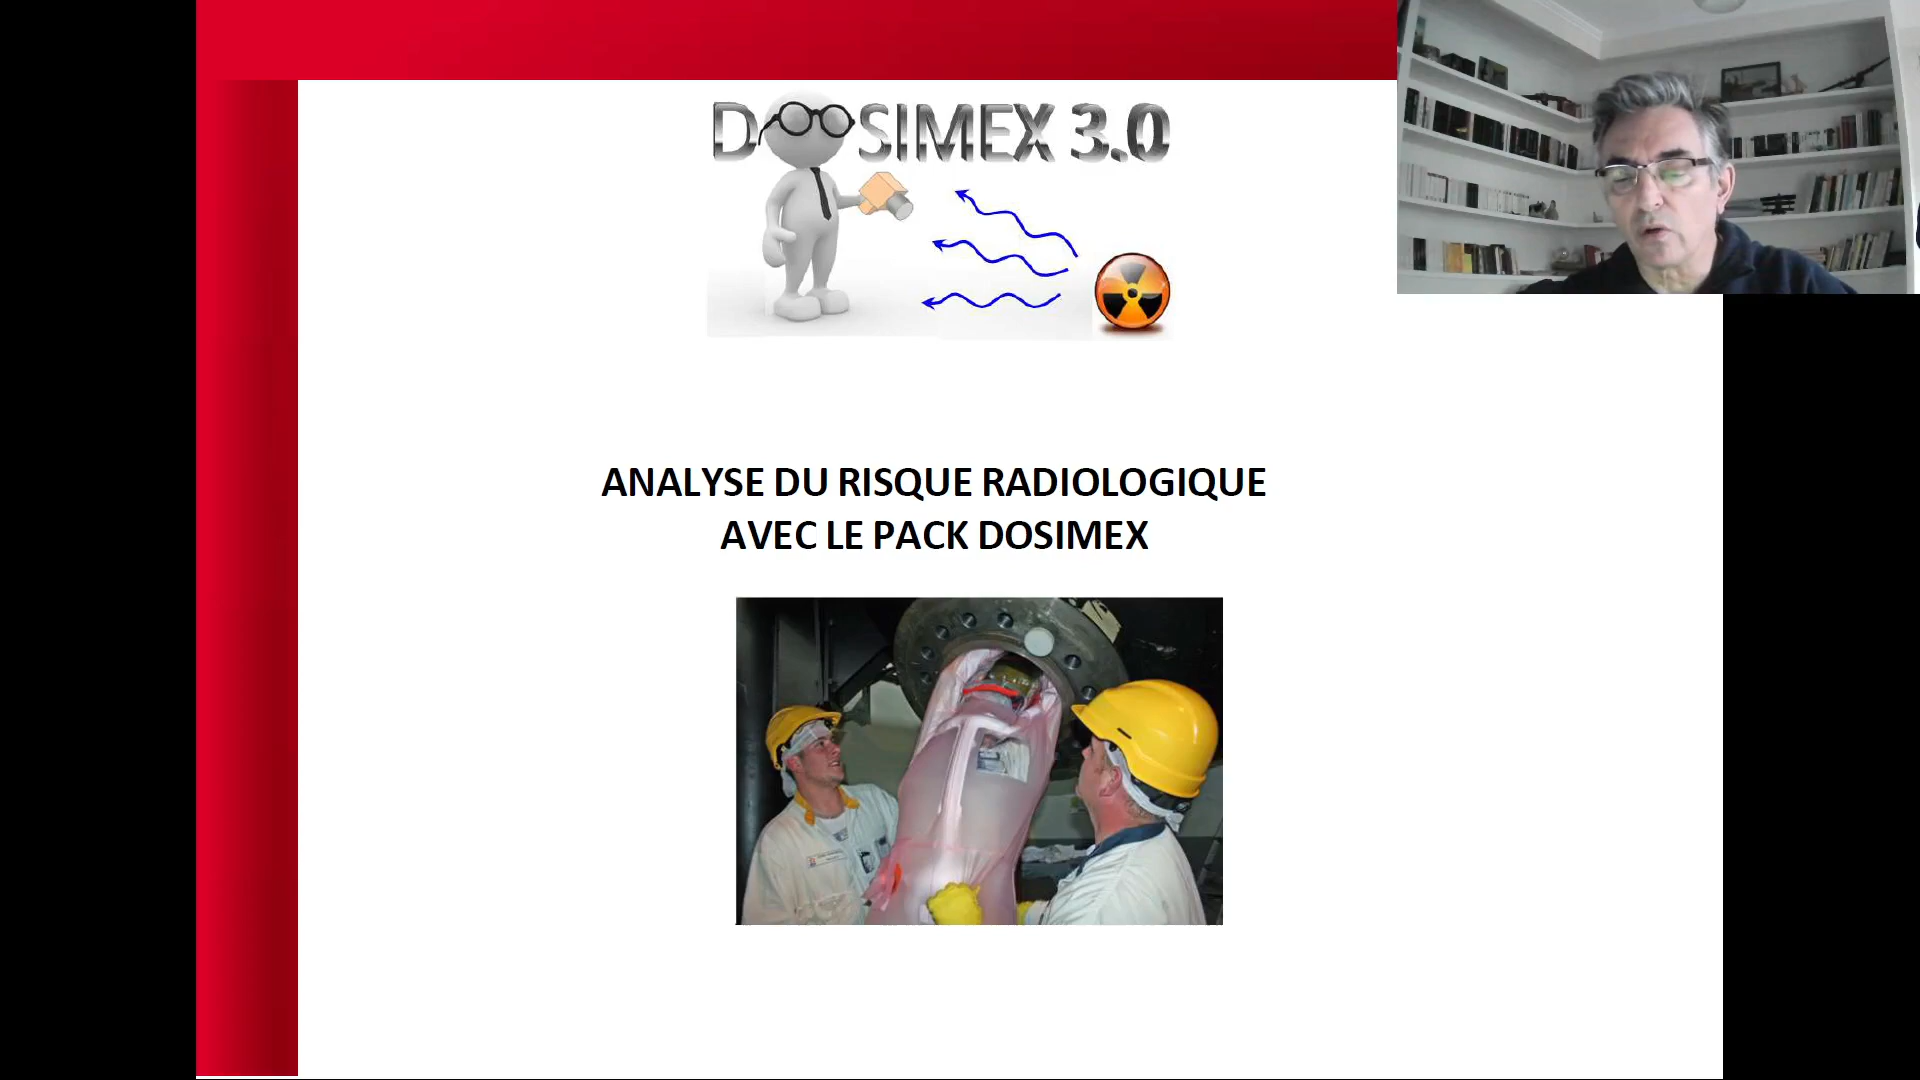 DOSIMEX 3.0
ANALYSE DU RISQUE RADIOLOGIQUE
AVEC LE PACK DOSIMEX